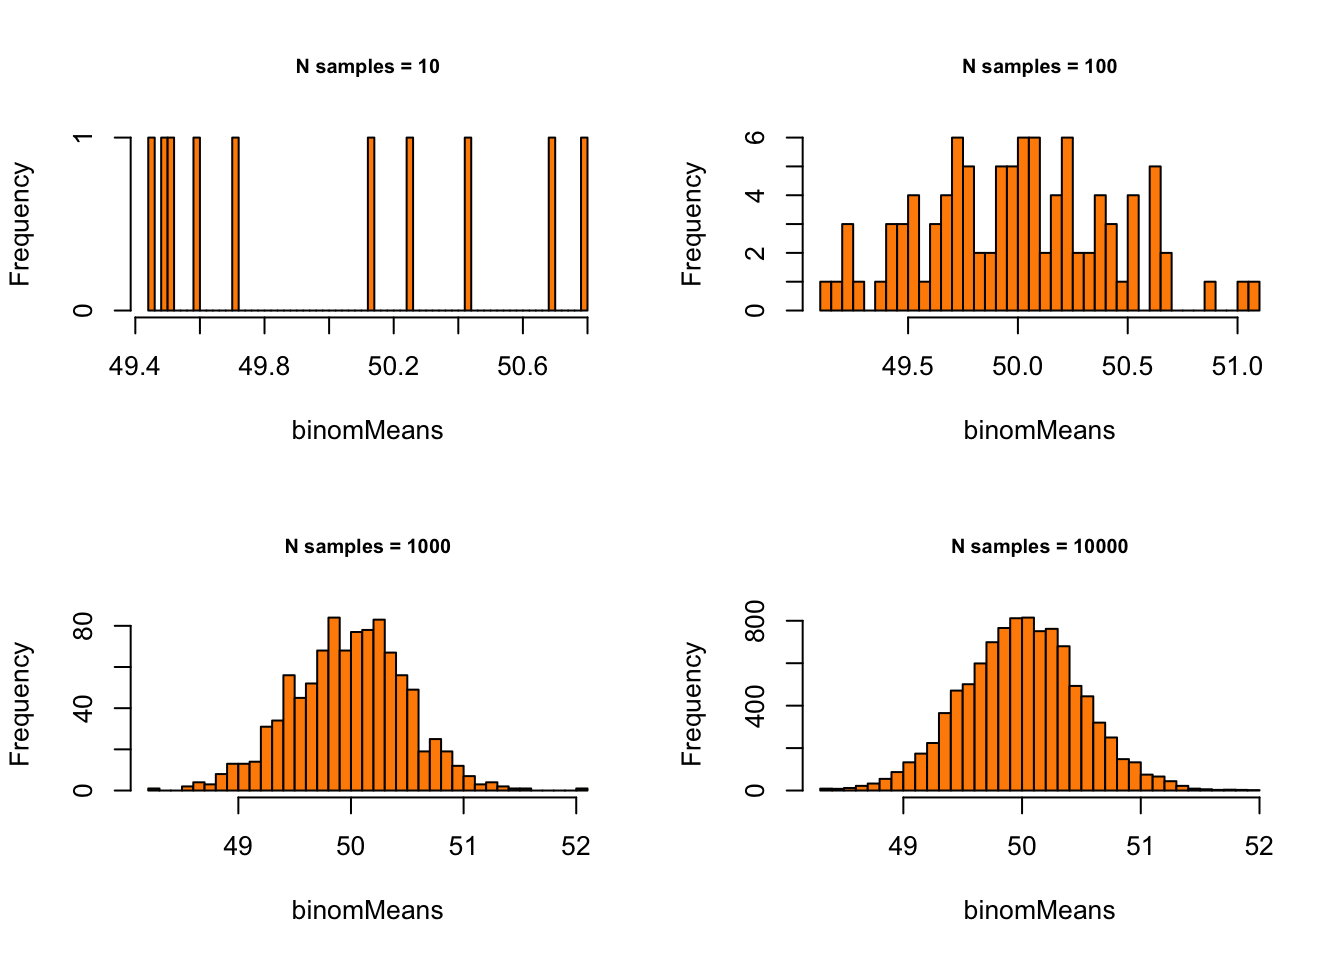 N samples = 10
Frequency
1
0
49.4 49.8 50.2 50.6
binomMeans
N samples = 100
Frequency
6
4
2
0
49.5 50.0 50.5 51.0
binomMeans
N samples = 1000
Frequency
80
40
0
49 50 51 52
binomMeans
N samples = 10000
Frequency
800
400
0
49 50 51 52
binomMeans